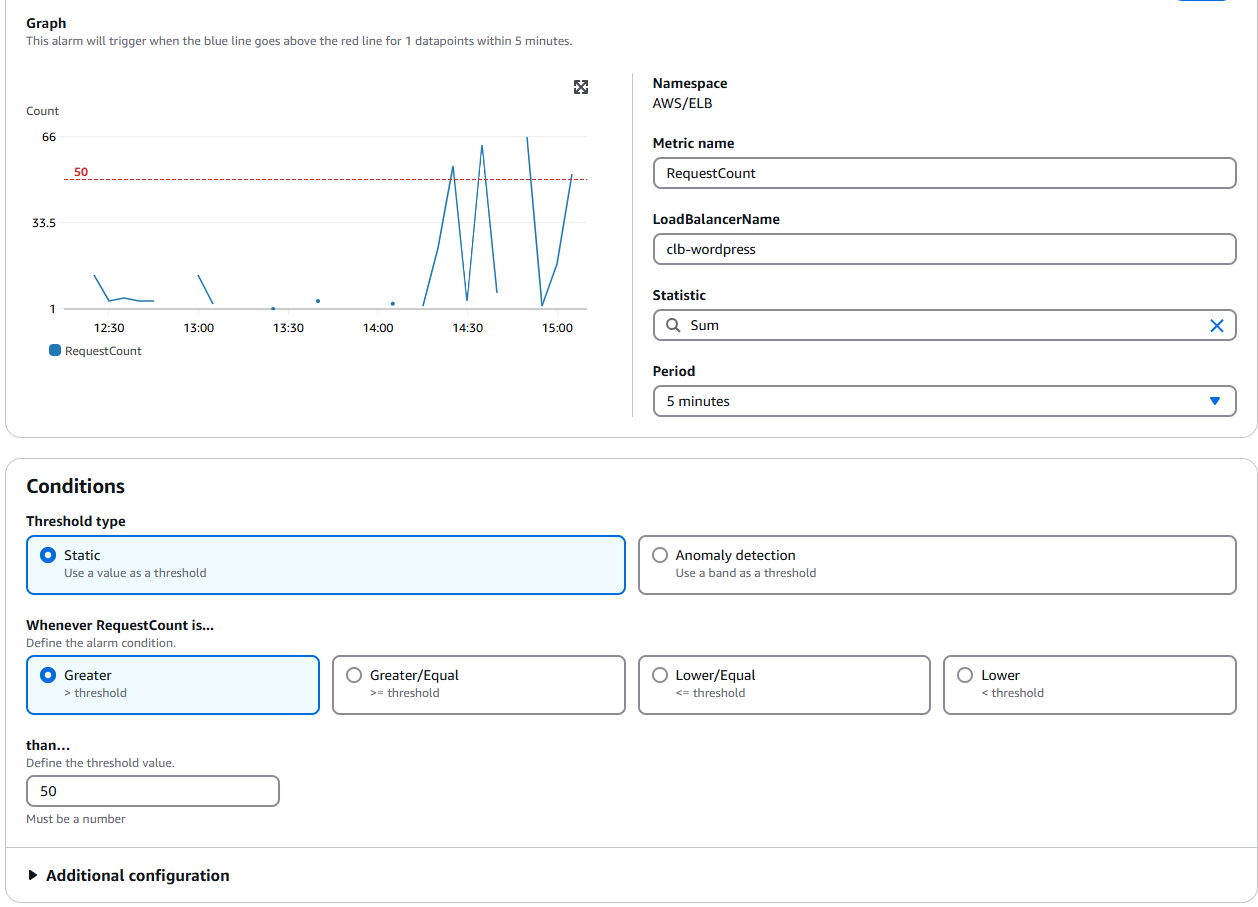 Graph
This alarm will trigger when the blue line goes above the red line for 1 datapoints within 5 minutes.
Count
66
50
33.5
1
12:30 13:00 13:30 14:00 14:30 15:00
RequestCount
Namespace
AWS/ELB
Metric name
RequestCount
LoadBalancerName
clb-wordpress
Statistic
Sum
Period
5 minutes
Conditions
Threshold type
Static
Use a value as a threshold
Anomaly detection
Use a band as a threshold
Whenever RequestCount is...
Define the alarm condition.
Greater
> threshold
Greater/Equal
>= threshold
Lower/Equal
<= threshold
Lower
< threshold
than...
Define the threshold value.
50
Must be a number
Additional configuration